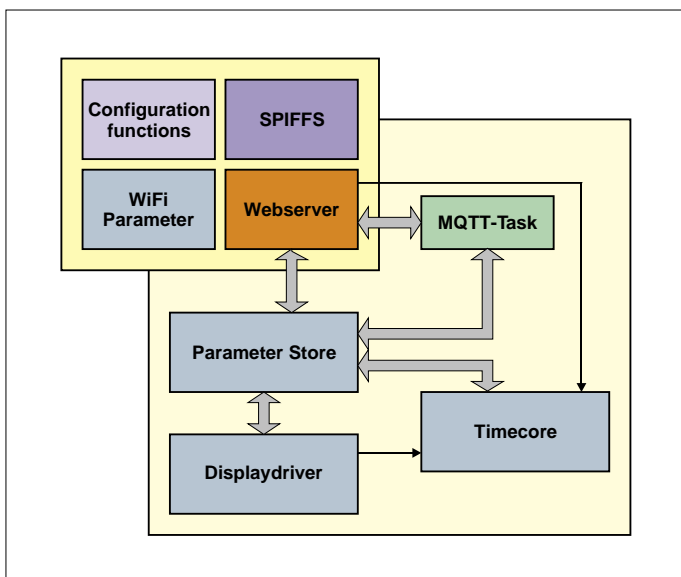 Configuration
functions
SPIFFS
WiFi
Parameter
Webserver
MQTT-Task
Parameter Store
Timecore
Displaydriver